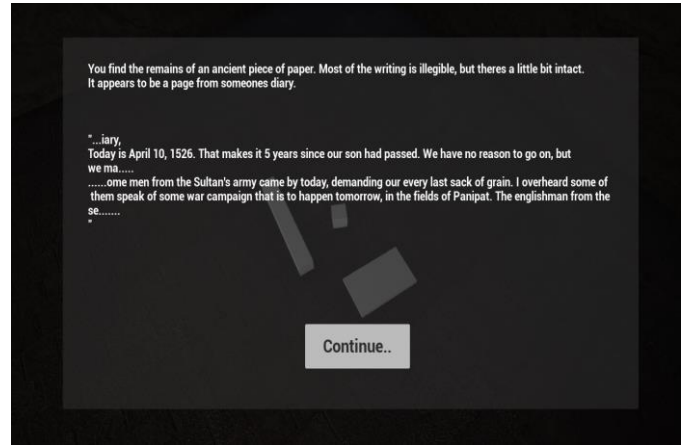 You find the remains of an ancient piece of paper. Most of the writing is illegible, but theres a little bit intact.
It appears to be a page from someones diary.
"...iary,
Today is April 10, 1526. That makes it 5 years since our son had passed. We have no reason to go on, but
we ma.....
......ome men from the Sultan's army came by today, demanding our every last sack of grain. I overheard some of
them speak of some war campaign that is to happen tomorrow, in the fields of Panipat. The englishman from the
se.......
"
Continue..